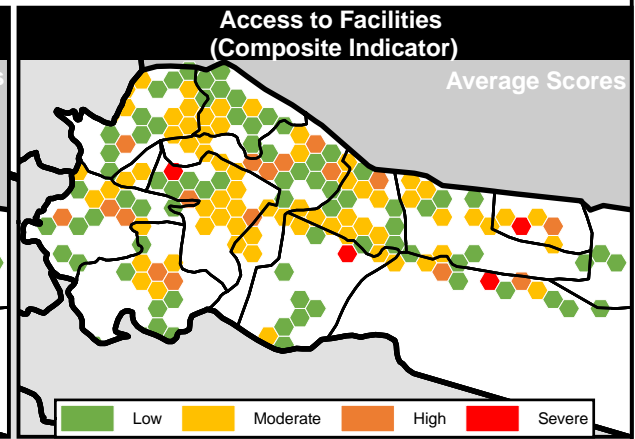 Access to Facilities
(Composite Indicator)
s
Average Scores
Low
Moderate
High
Severe